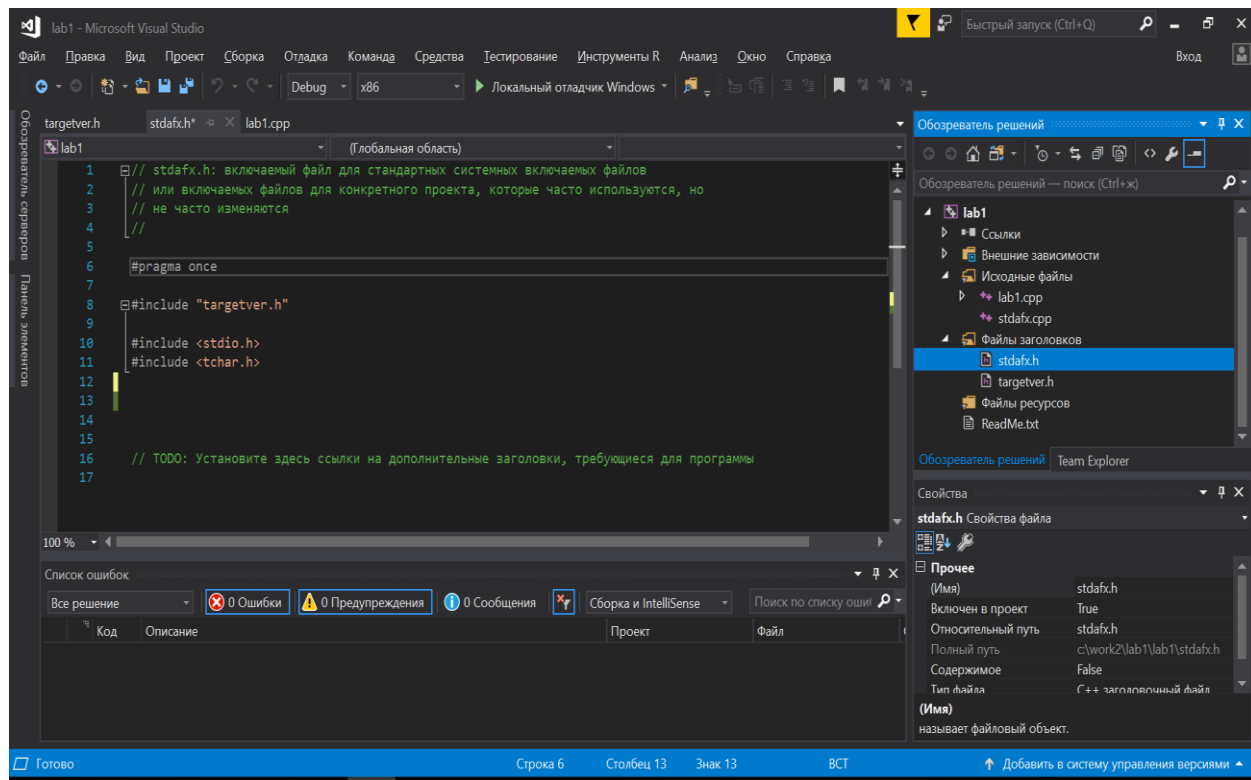 lab1 - Microsoft Visual Studio
Быстрый запуск (Ctrl+Q)
Файл Правка Вид Проект Сборка Отладка Команда Средства Тестирование Инструменты R Анализ Окно Справка Вход
Debug x86 Локальный отладчик Windows
Обозреватель серверов
Панель элементов
targetver.h stdafx.h* lab1.cpp
lab1 (Глобальная область)
1 // stdafx.h: включаемый файл для стандартных системных включаемых файлов
2 // или включаемых файлов для конкретного проекта, которые часто используются, но
3 // не часто изменяются
4 //
5
6 #pragma once
7
8 #include "targetver.h"
9
10 #include <stdio.h>
11 #include <tchar.h>
12
13
14
15
16 // TODO: Установите здесь ссылки на дополнительные заголовки, требующиеся для программы
17
100 %
Список ошибок
Все решение 0 Ошибки 0 Предупреждения 0 Сообщения Сборка и IntelliSense Поиск по списку оши
Код Описание Проект Файл
Обозреватель решений
Обозреватель решений — поиск (Ctrl+ж)
lab1
Ссылки
Внешние зависимости
Исходные файлы
lab1.cpp
stdafx.cpp
Файлы заголовков
stdafx.h
targetver.h
Файлы ресурсов
ReadMe.txt
Обозреватель решений Team Explorer
Свойства
stdafx.h Свойства файла
Прочее
(Имя) stdafx.h
Включен в проект True
Относительный путь stdafx.h
Полный путь c:\work2\lab1\lab1\stdafx.h
Содержимое False
Тип файла C++ заголовочный файл
(Имя)
называет файловый объект.
Готово Строка 6 Столбец 13 Знак 13 ВСТ Добавить в систему управления версиями